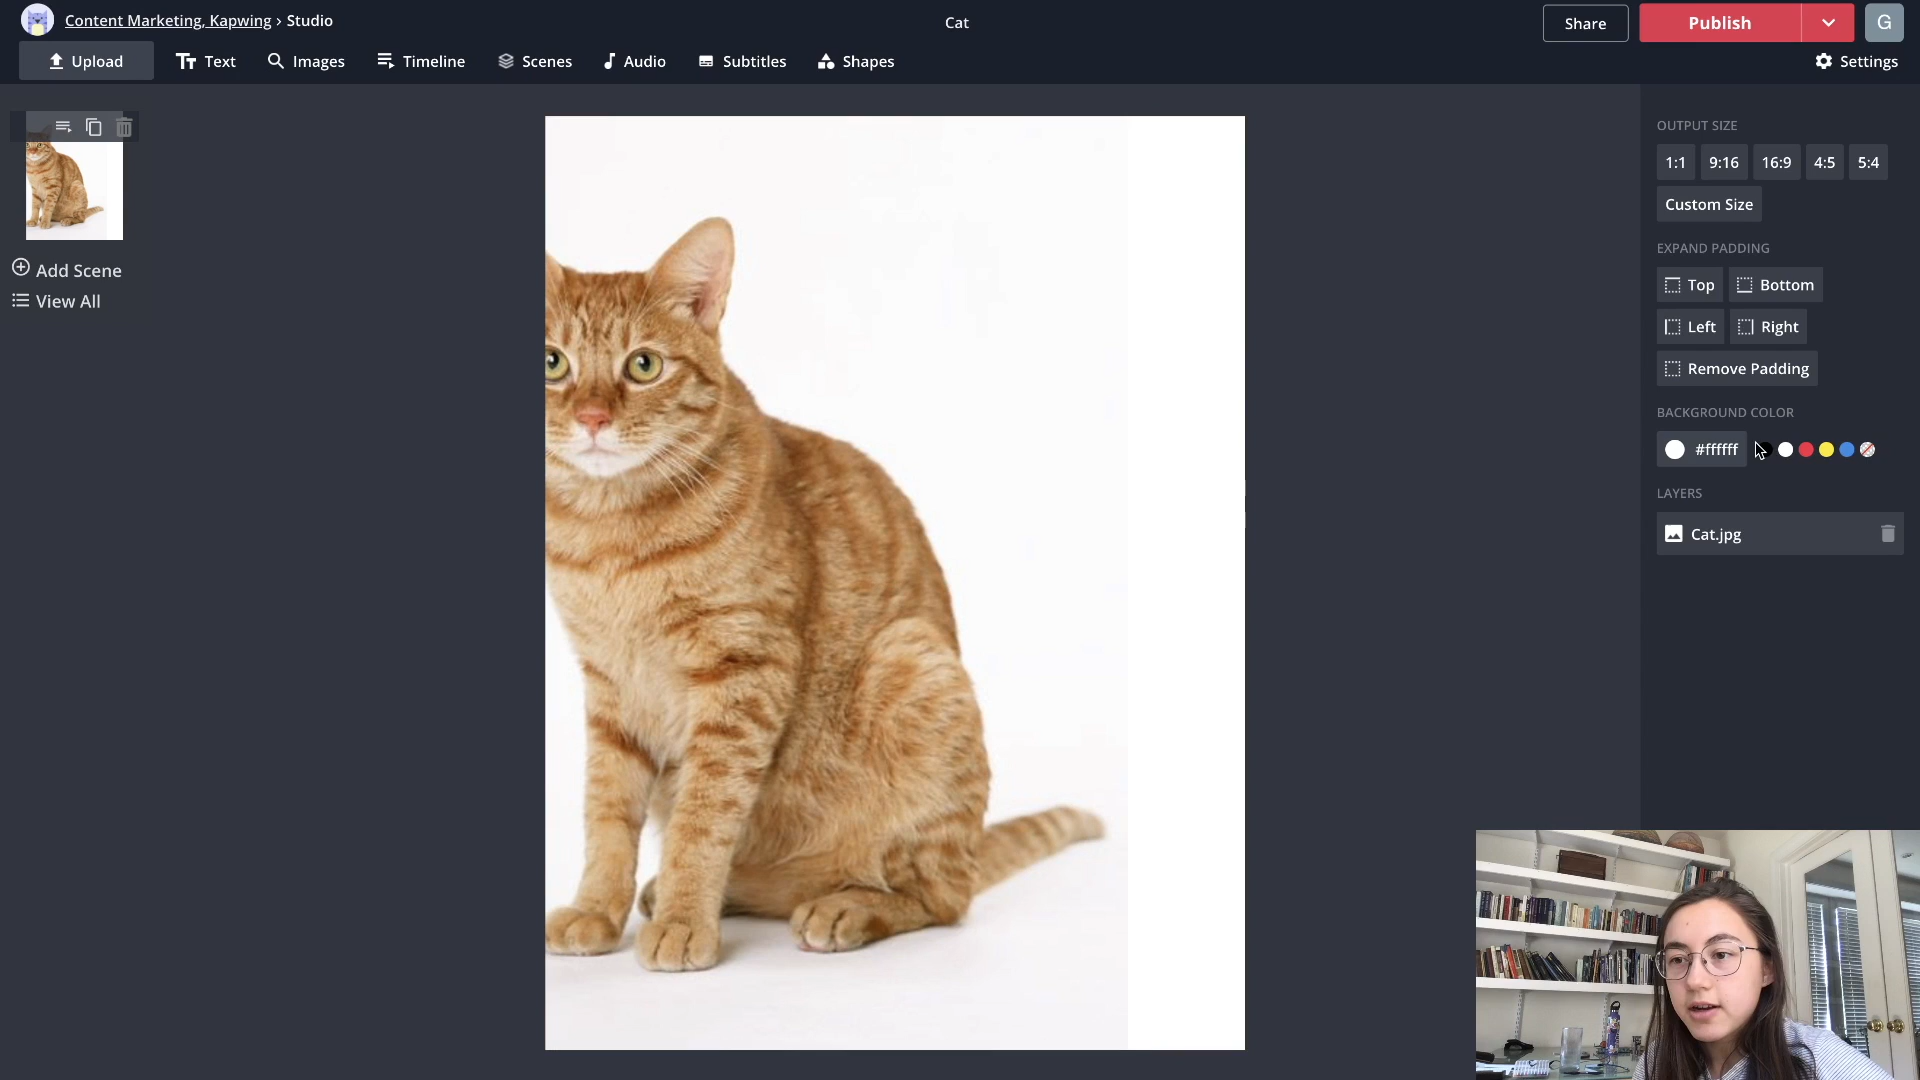 Content Marketing, Kapwing › Studio
Cat
Share
Publish
G
Upload
Text
Images
Timeline
Scenes
Audio
Subtitles
Shapes
Settings
Add Scene
View All
OUTPUT SIZE
1:1 9:16 16:9 4:5 5:4
Custom Size
EXPAND PADDING
Top Bottom
Left Right
Remove Padding
BACKGROUND COLOR
#ffffff
LAYERS
Cat.jpg